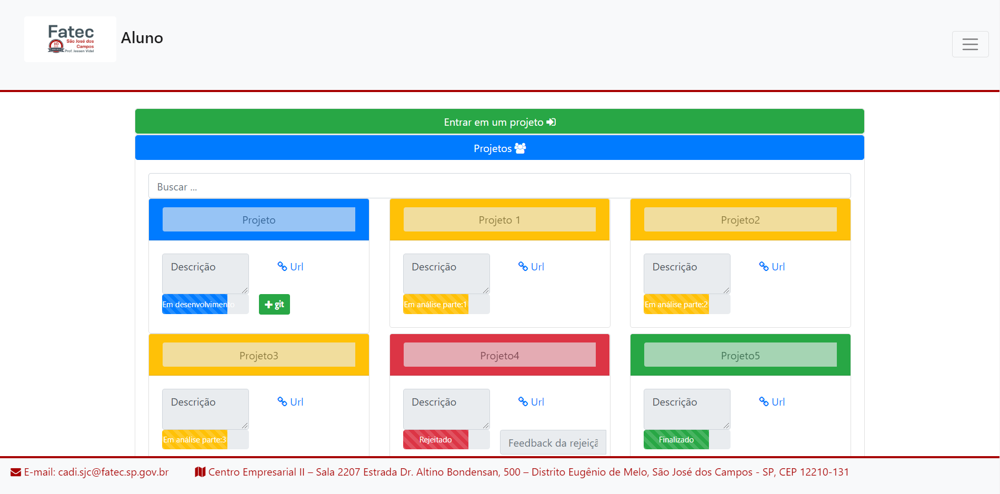 Fatec
São José dos
Campos
10
Prof. Jessen Vidal
Aluno
Entrar em um projeto
Projetos
Buscar ...
Projeto
Projeto 1
Projeto2
Descrição
Url
Descrição
Url
Descrição
Url
Em desenvolvimento
git
Em análise parte:1
Em análise parte:2
Projeto3
Projeto4
Projeto5
Descrição
Url
Descrição
Url
Descrição
Url
Em análise parte:3
Rejeitado
Feedback da rejeiçã
Finalizado
E-mail: cadi.sjc@fatec.sp.gov.br
Centro Empresarial II – Sala 2207 Estrada Dr. Altino Bondensan, 500 – Distrito Eugênio de Melo, São José dos Campos - SP, CEP 12210-131